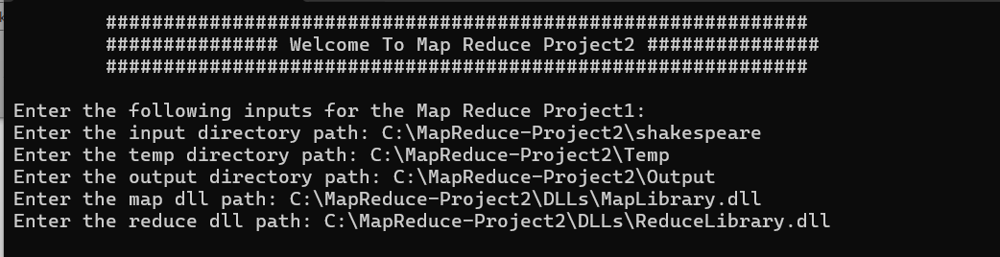 #############################################################
############### Welcome To Map Reduce Project2 ###############
#############################################################
Enter the following inputs for the Map Reduce Project1:
Enter the input directory path: C:\MapReduce-Project2\shakespeare
Enter the temp directory path: C:\MapReduce-Project2\Temp
Enter the output directory path: C:\MapReduce-Project2\Output
Enter the map dll path: C:\MapReduce-Project2\DLLs\MapLibrary.dll
Enter the reduce dll path: C:\MapReduce-Project2\DLLs\ReduceLibrary.dll